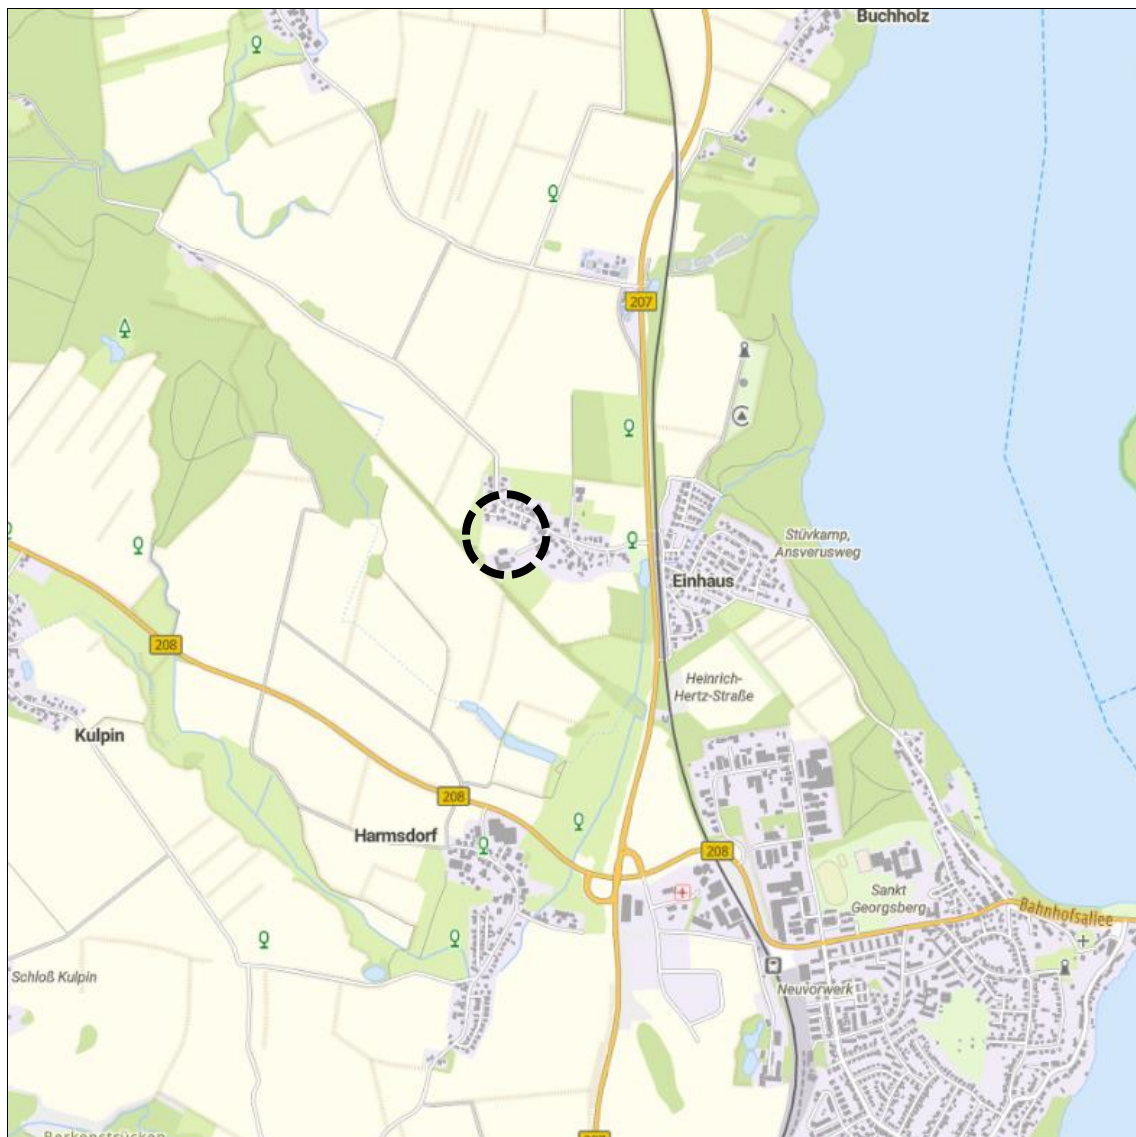 Buchholz
207
Stüvkamp,
Ansverusweg
Einhaus
208
Heinrich-
Hertz-Straße
Kulpin
208
Harmsdorf
208
Sankt
Georgsberg
Bahnhofsallee
Schloß Kulpin
Neuvorwerk
Berkenstrücken